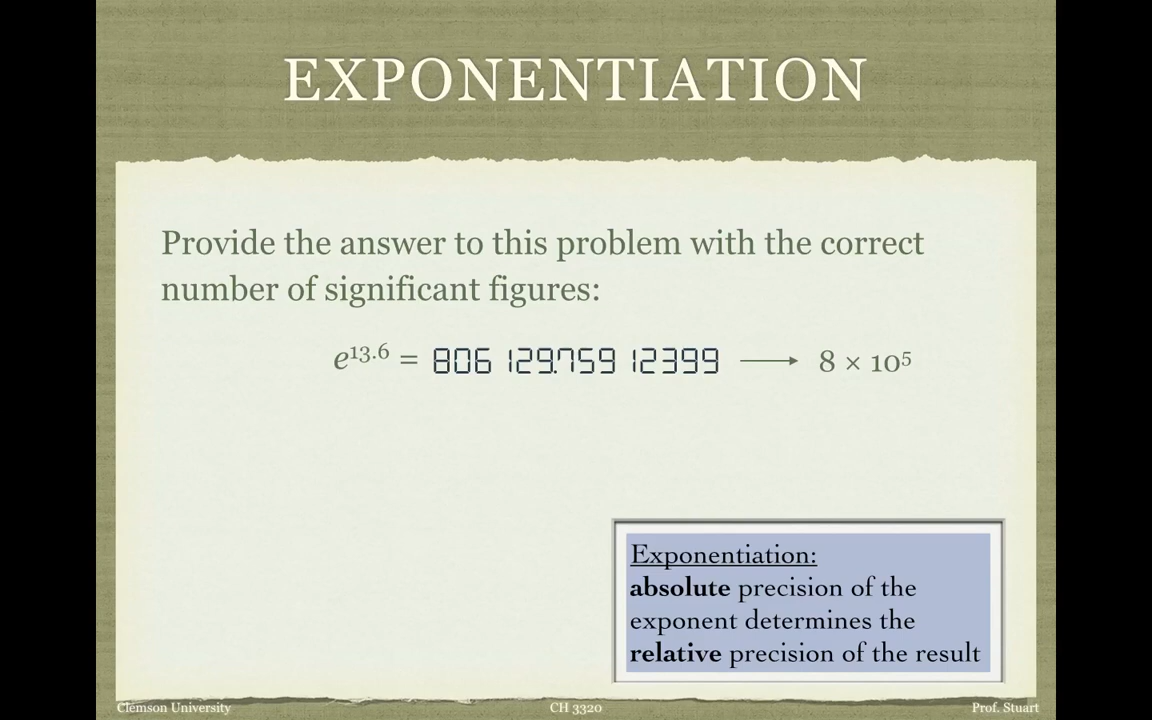 EXPONENTIATION
Provide the answer to this problem with the correct
number of significant figures:
e^13.6 = 806 129.759 12399 ⟶ 8 × 10^5
Exponentiation:
absolute precision of the
exponent determines the
relative precision of the result
Clemson University CH 3320 Prof. Stuart